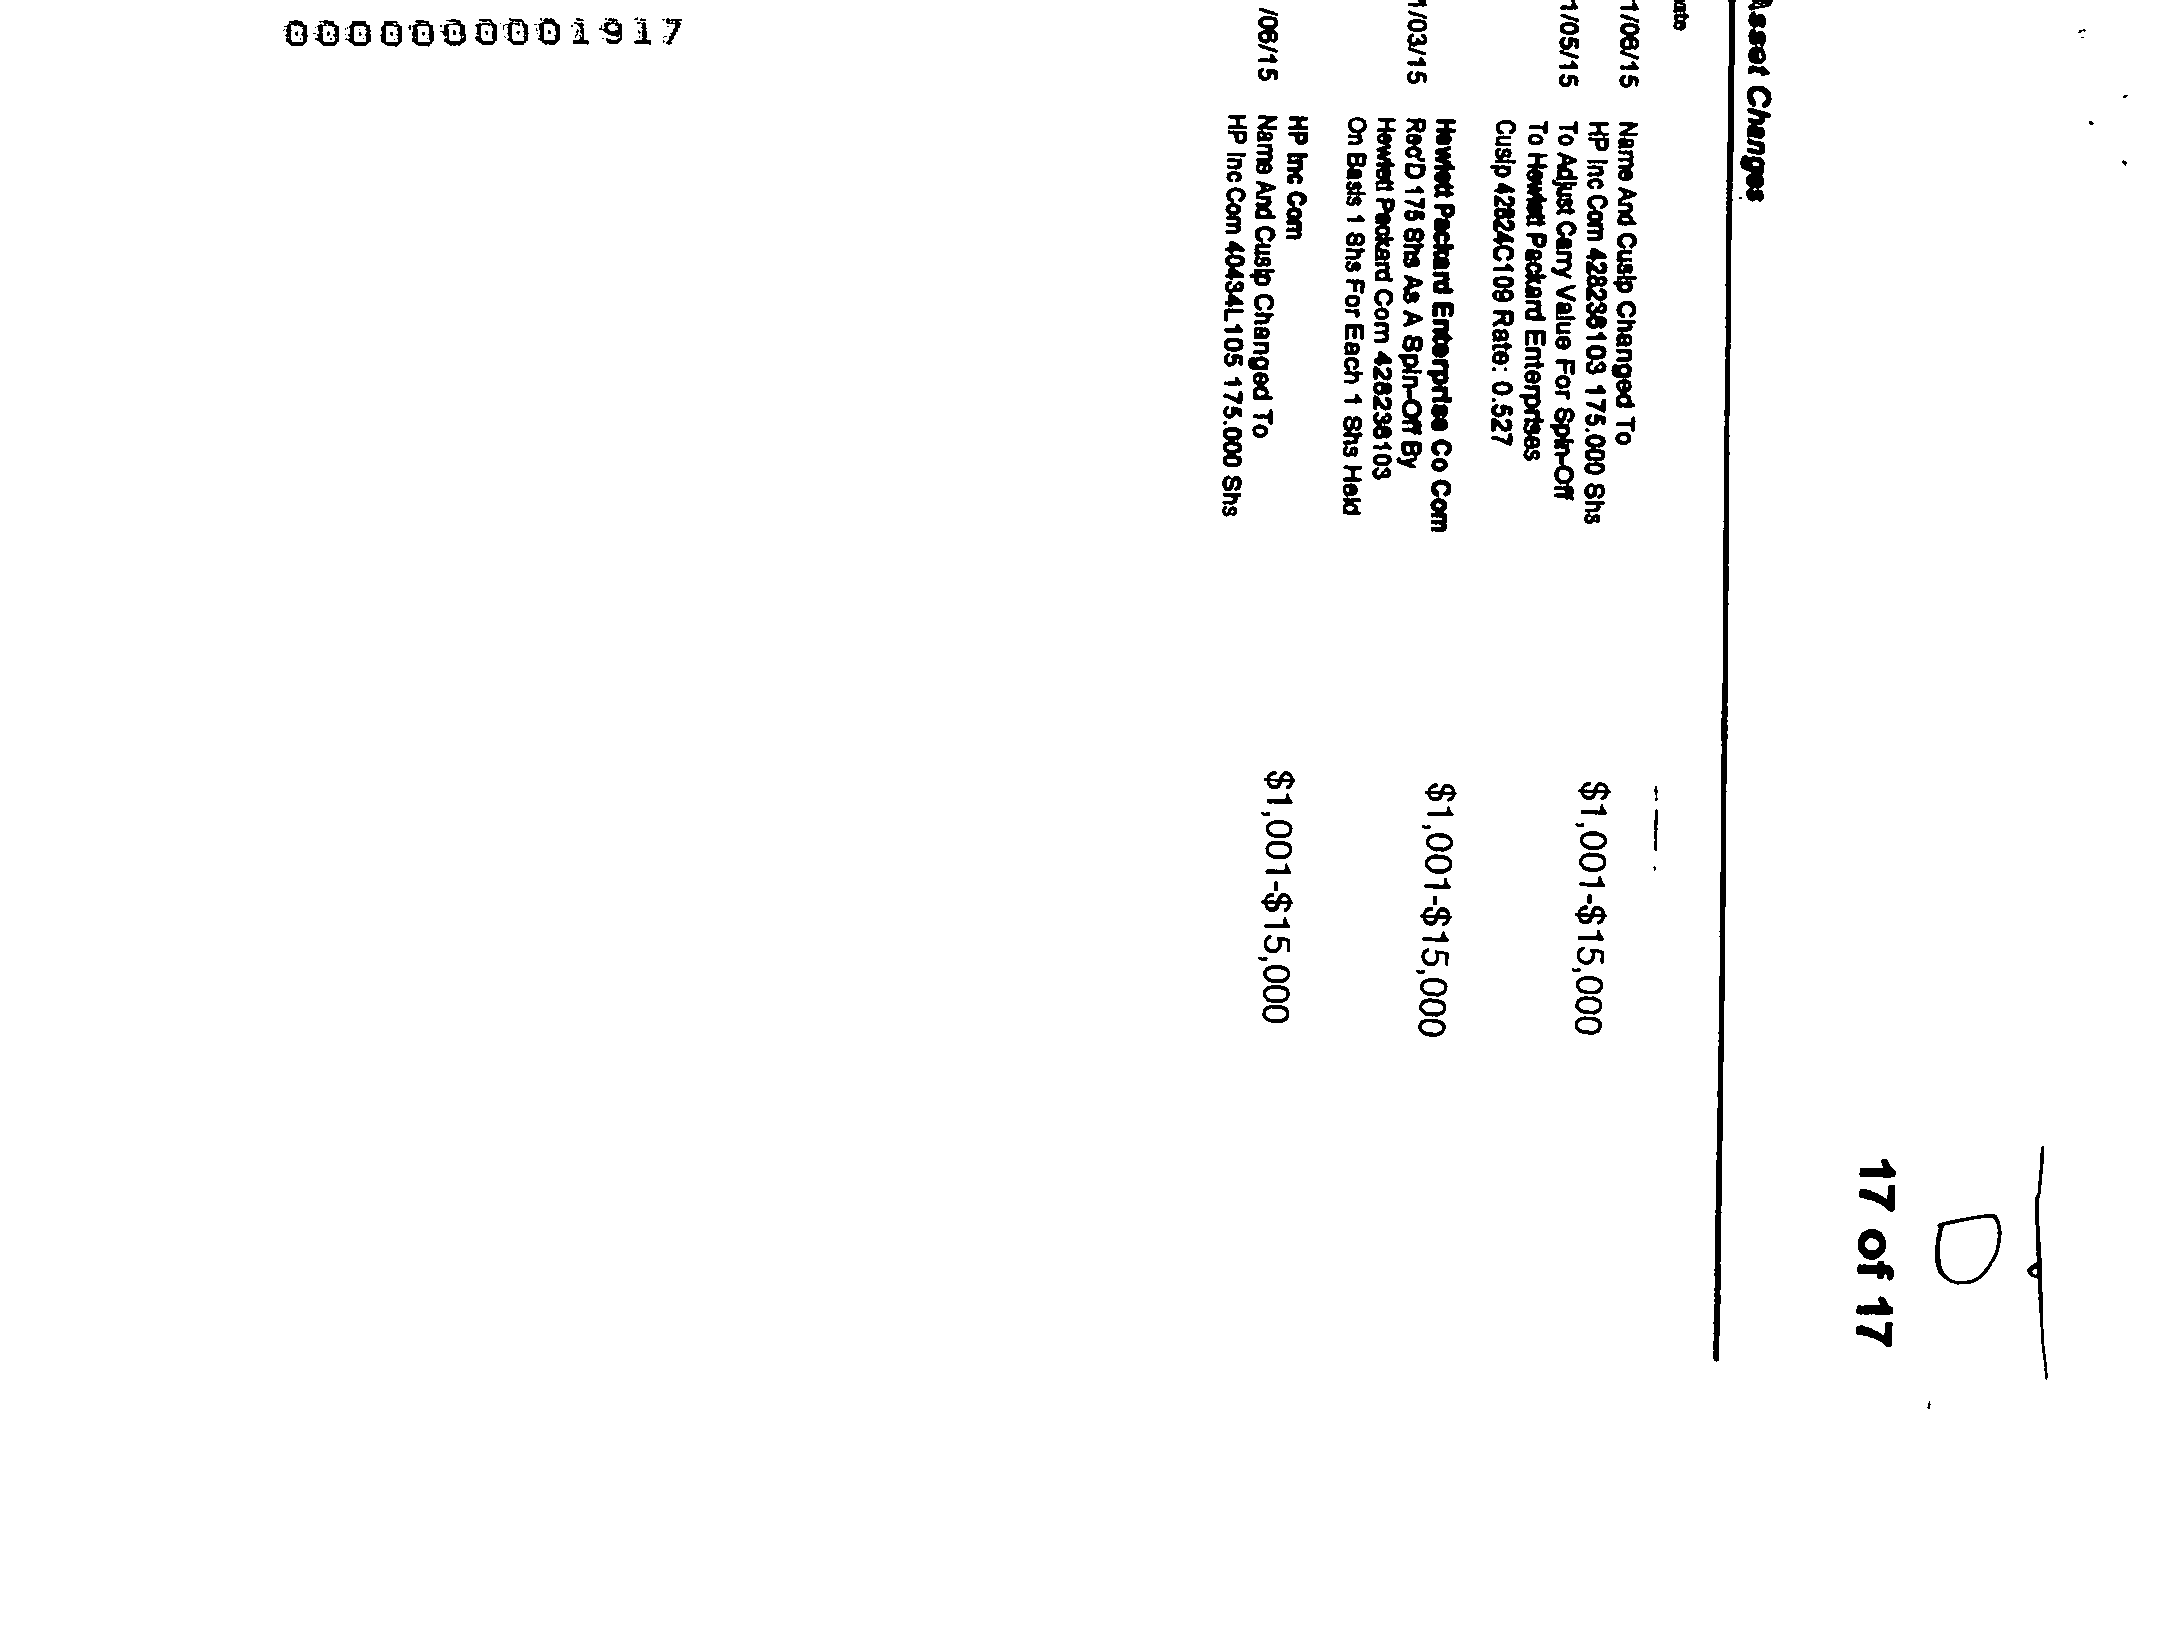 17 of 17
Asset Changes
1/06/15 Name And Cusip Changed To
HP Inc Com 428236103 175.000 Shs
1/05/15 To Adjust Carry Value For Spin-Off
To Hewlett Packard Enterprises
Cusip 42824C109 Rate: 0.527
$1,001-$15,000
Hewlett Packard Enterprise Co Com
1/03/15 Rec'D 175 Shs As A Spin-Off By
Hewlett Packard Com 428236103
On Basis 1 Shs For Each 1 Shs Held
$1,001-$15,000
HP Inc Com
/06/15 Name And Cusip Changed To
HP Inc Com 40434L105 175.000 Shs
$1,001-$15,000
0000000001917